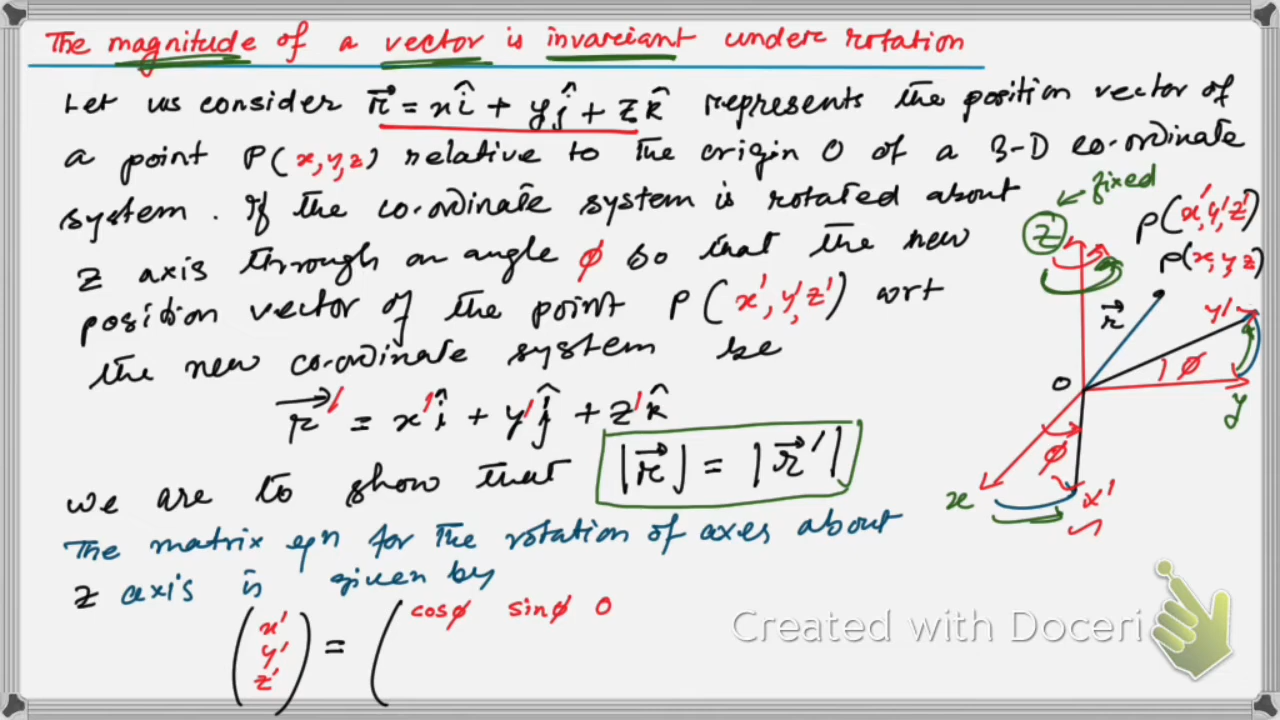 The magnitude of a vector is invariant under rotation
Let us consider r⃗ = xî + yĵ + zk̂ represents the position vector of
a point P(x,y,z) relative to the origin O of a 3-D co-ordinate
system. If the co-ordinate system is rotated about
Z axis through an angle ϕ so that the new
position vector of the point P(x',y',z') wrt
the new co-ordinate system be
r⃗' = x'î + y'ĵ + z'k̂
we are to show that |r⃗| = |r⃗'|
The matrix eqn for the rotation of axes about
Z axis is given by
(x' y' z') = ( cosϕ sinϕ 0
fixed
Z
P(x',y',z')
P(x,y,z)
r⃗
y'
ϕ
O
y
ϕ
x
x'
Created with Doceri